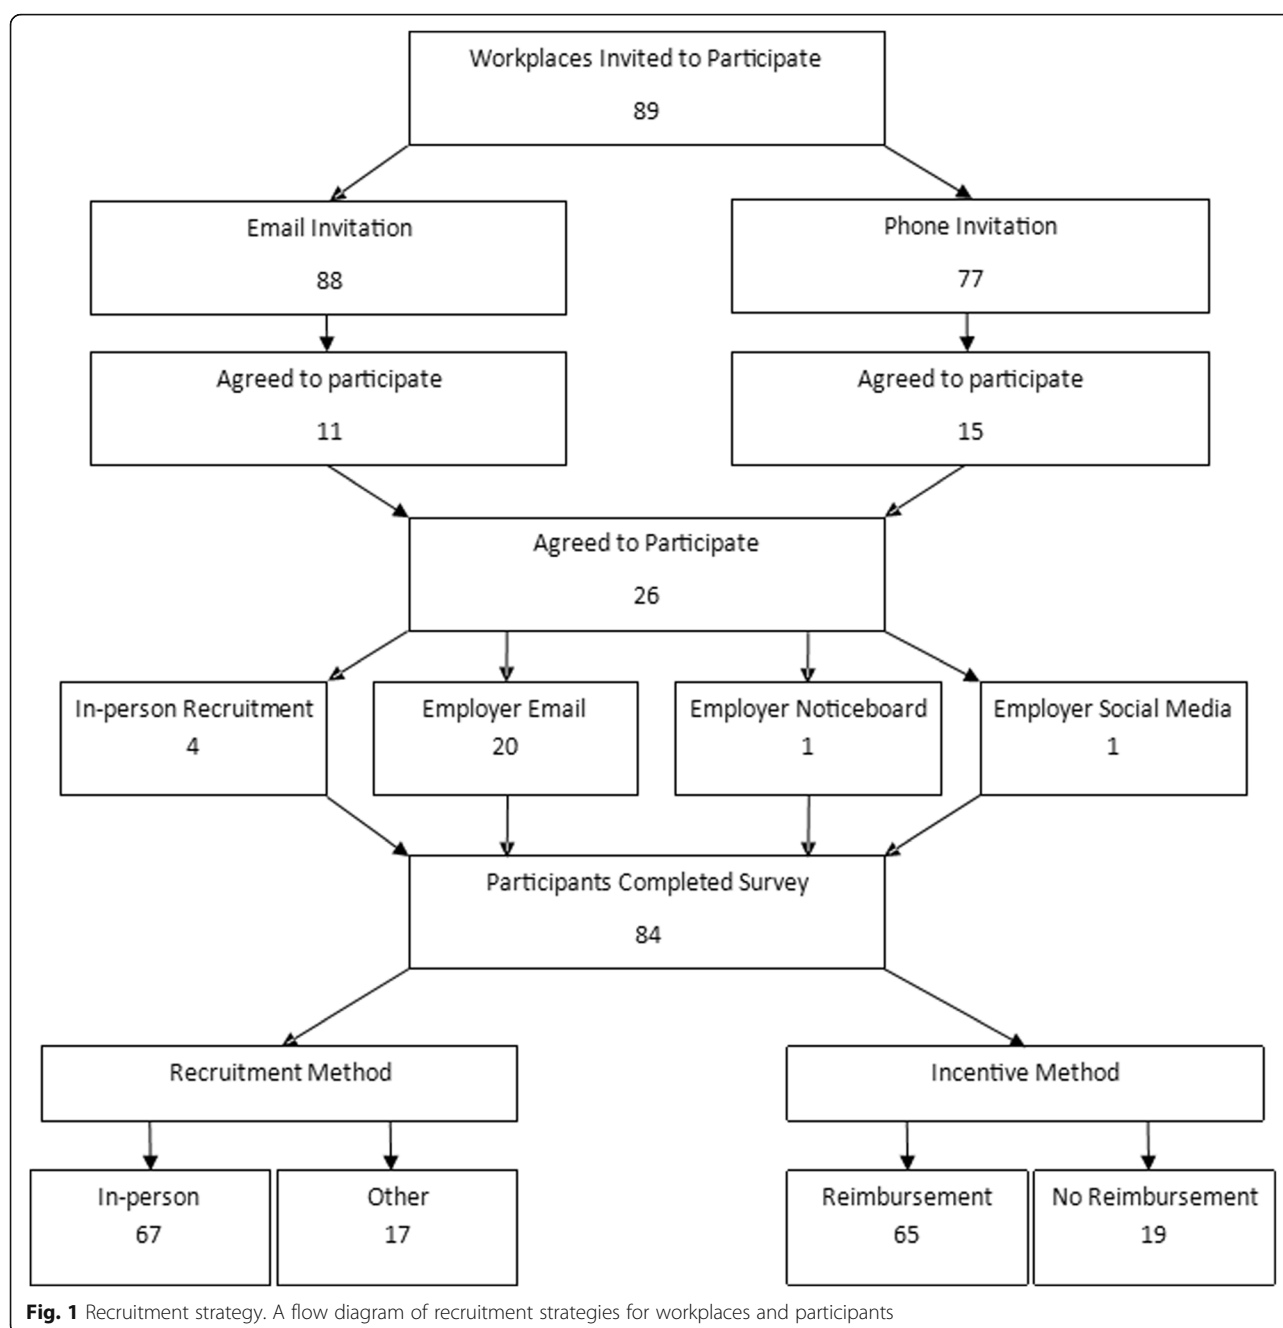 Workplaces Invited to Participate
89
Email Invitation
88
Phone Invitation
77
Agreed to participate
11
Agreed to participate
15
Agreed to Participate
26
In-person Recruitment
4
Employer Email
20
Employer Noticeboard
1
Employer Social Media
1
Participants Completed Survey
84
Recruitment Method
Incentive Method
In-person
67
Other
17
Reimbursement
65
No Reimbursement
19
Fig. 1 Recruitment strategy. A flow diagram of recruitment strategies for workplaces and participants